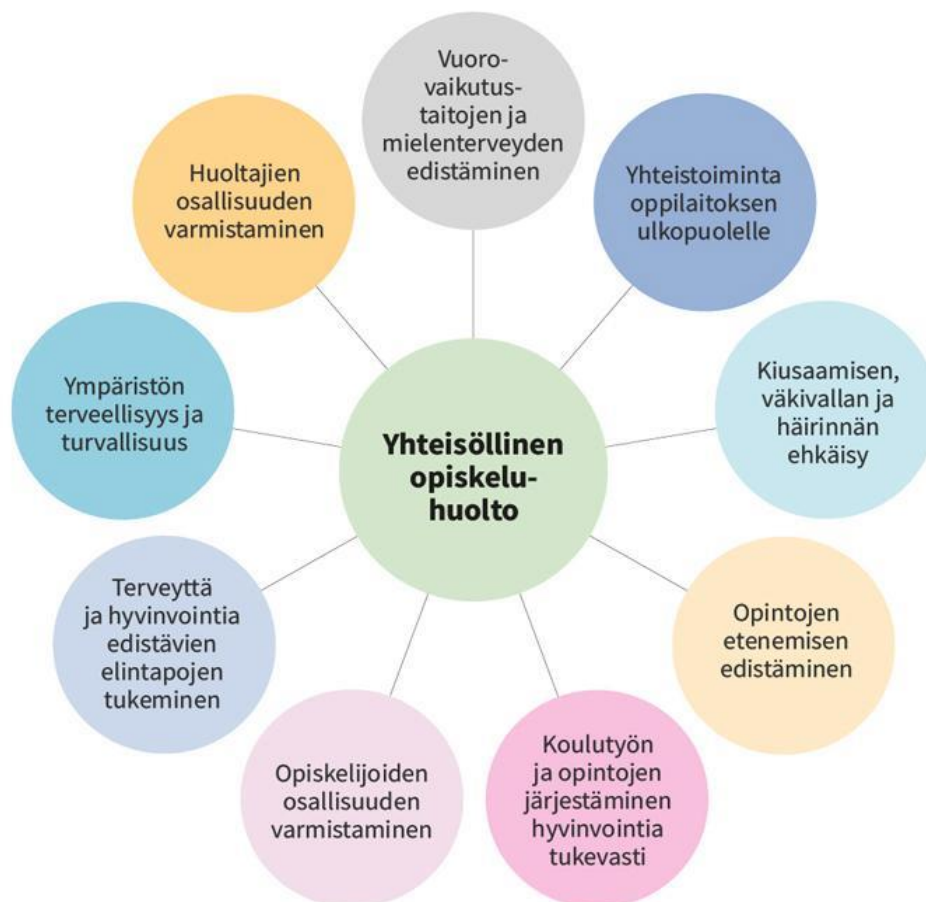 Vuoro-
vaikutus-
taitojen ja
mielenterveyden
edistäminen
Yhteistoiminta
oppilaitoksen
ulkopuolelle
Kiusaamisen,
väkivallan ja
häirinnän
ehkäisy
Opintojen
etenemisen
edistäminen
Koulutyön
ja opintojen
järjestäminen
hyvinvointia
tukevasti
Opiskelijoiden
osallisuuden
varmistaminen
Terveyttä
ja hyvinvointia
edistävien
elintapojen
tukeminen
Ympäristön
terveellisyys ja
turvallisuus
Huoltajien
osallisuuden
varmistaminen
Yhteisöllinen
opiskelu-
huolto